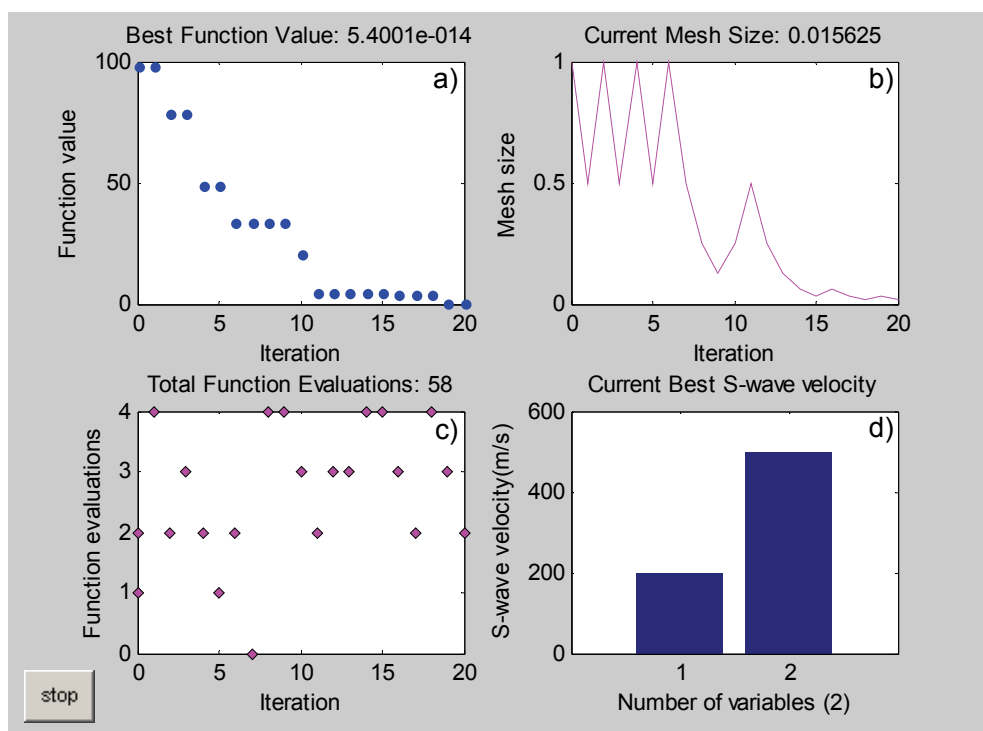 Best Function Value: 5.4001e-014
a)
Function value
100
50
0
0 5 10 15 20
Iteration
Current Mesh Size: 0.015625
b)
Mesh size
1
0.5
0
0 5 10 15 20
Iteration
Total Function Evaluations: 58
c)
Function evaluations
4
3
2
1
0
0 5 10 15 20
Iteration
Current Best S-wave velocity
d)
S-wave velocity(m/s)
600
400
200
0
1 2
Number of variables (2)
stop